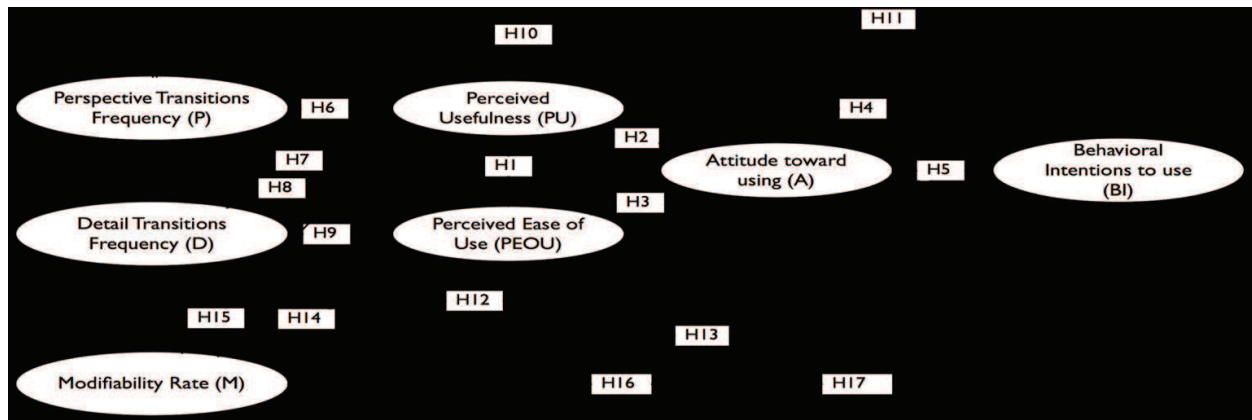 H11
H10
Perspective Transitions
Frequency (P)
H6
Perceived
Usefulness (PU)
H4
H2
H7
H1
Attitude toward
using (A)
H5
Behavioral
Intentions to use
(BI)
H8
H3
Detail Transitions
Frequency (D)
H9
Perceived Ease of
Use (PEOU)
H12
H15
H14
H13
Modifiability Rate (M)
H16
H17